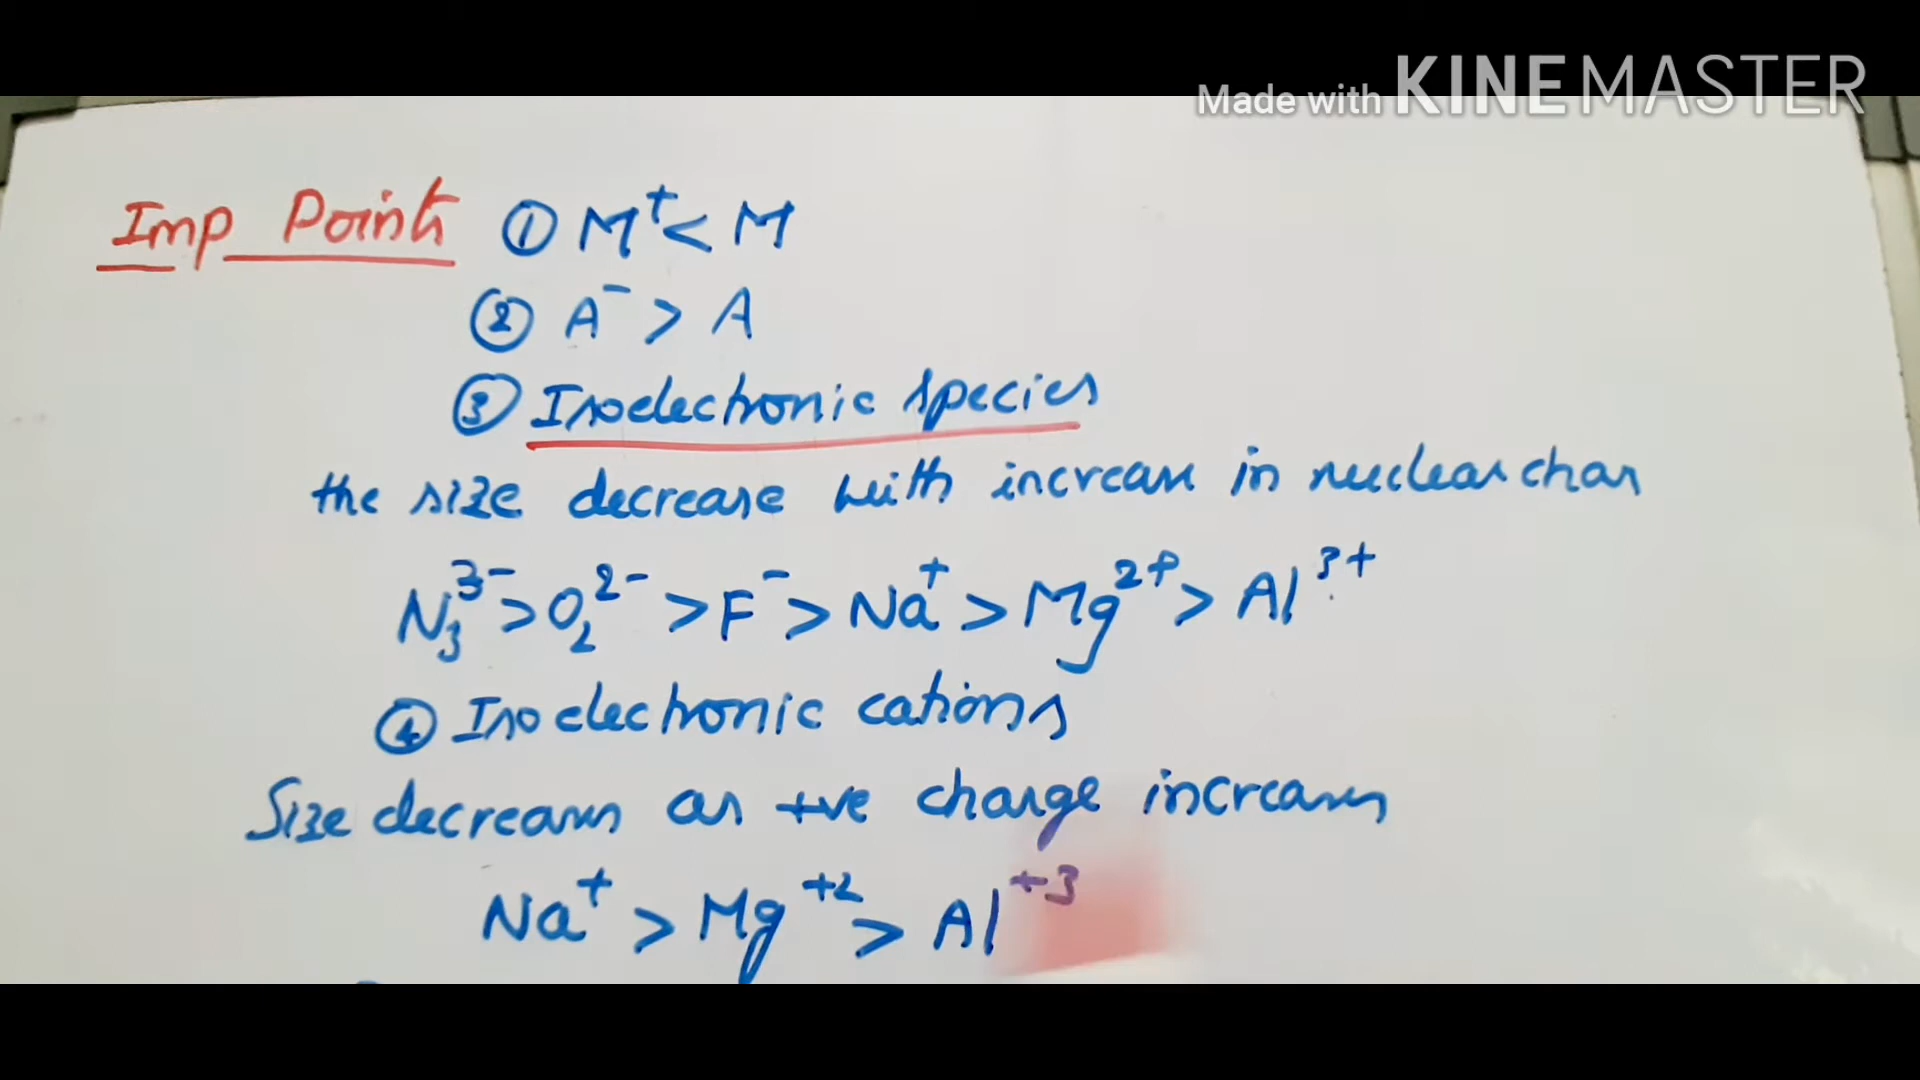 Made with KINEMASTER
Imp Points ① M⁺ < M
② A⁻ > A
③ Isoelectronic species
the size decrease with increase in nuclear char
N₃³⁻ > O₂²⁻ > F⁻ > Na⁺ > Mg²⁺ > Al³⁺
④ Isoelectronic cations
Size decreases as +ve charge increases
Na⁺ > Mg⁺² > Al⁺³